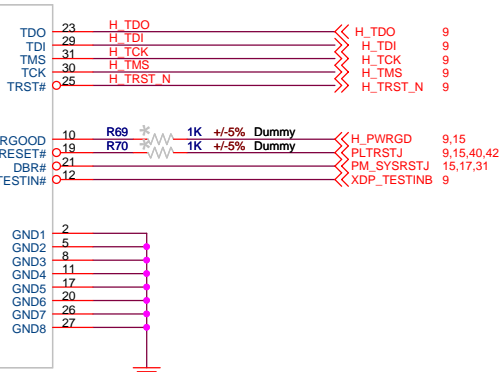 TDO 23 H_TDO H_TDO 9
TDI 29 H_TDI H_TDI 9
TMS 31 H_TCK H_TCK 9
TCK 30 H_TMS H_TMS 9
TRST# 25 H_TRST_N H_TRST_N 9
RGOOD 10 R69 * 1K +/-5% Dummy H_PWRGD 9,15
RESET# 19 R70 * 1K +/-5% Dummy PLTRSTJ 9,15,40,42
DBR# 21 PM_SYSRSTJ 15,17,31
TESTIN# 12 XDP_TESTINB 9
GND1 2
GND2 5
GND3 8
GND4 11
GND5 17
GND6 20
GND7 26
GND8 27